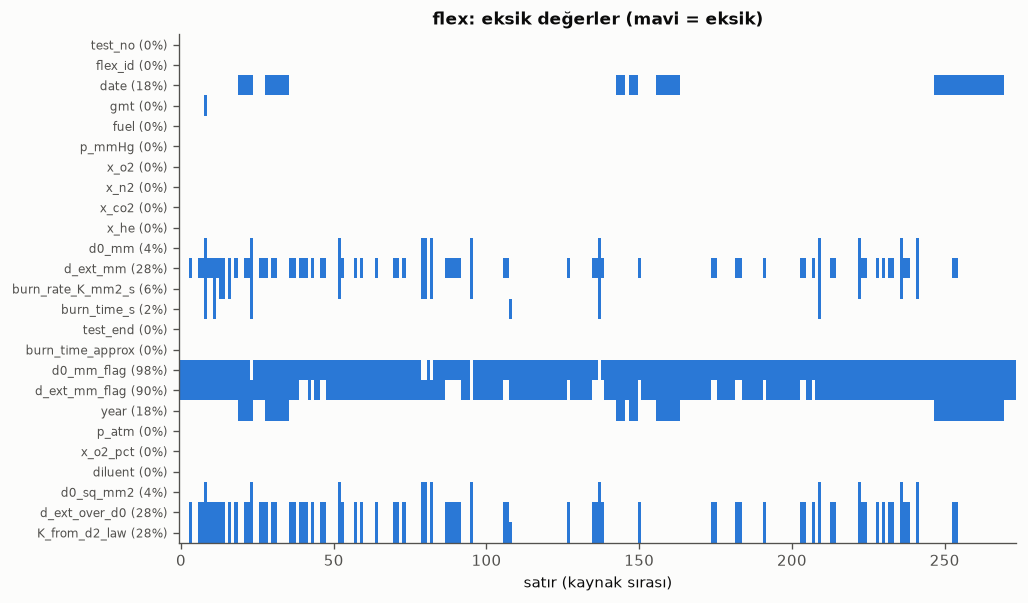 flex: eksik değerler (mavi = eksik)
test_no (0%)
flex_id (0%)
date (18%)
gmt (0%)
fuel (0%)
p_mmHg (0%)
x_o2 (0%)
x_n2 (0%)
x_co2 (0%)
x_he (0%)
d0_mm (4%)
d_ext_mm (28%)
burn_rate_K_mm2_s (6%)
burn_time_s (2%)
test_end (0%)
burn_time_approx (0%)
d0_mm_flag (98%)
d_ext_mm_flag (90%)
year (18%)
p_atm (0%)
x_o2_pct (0%)
diluent (0%)
d0_sq_mm2 (4%)
d_ext_over_d0 (28%)
K_from_d2_law (28%)
0 50 100 150 200 250
satır (kaynak sırası)